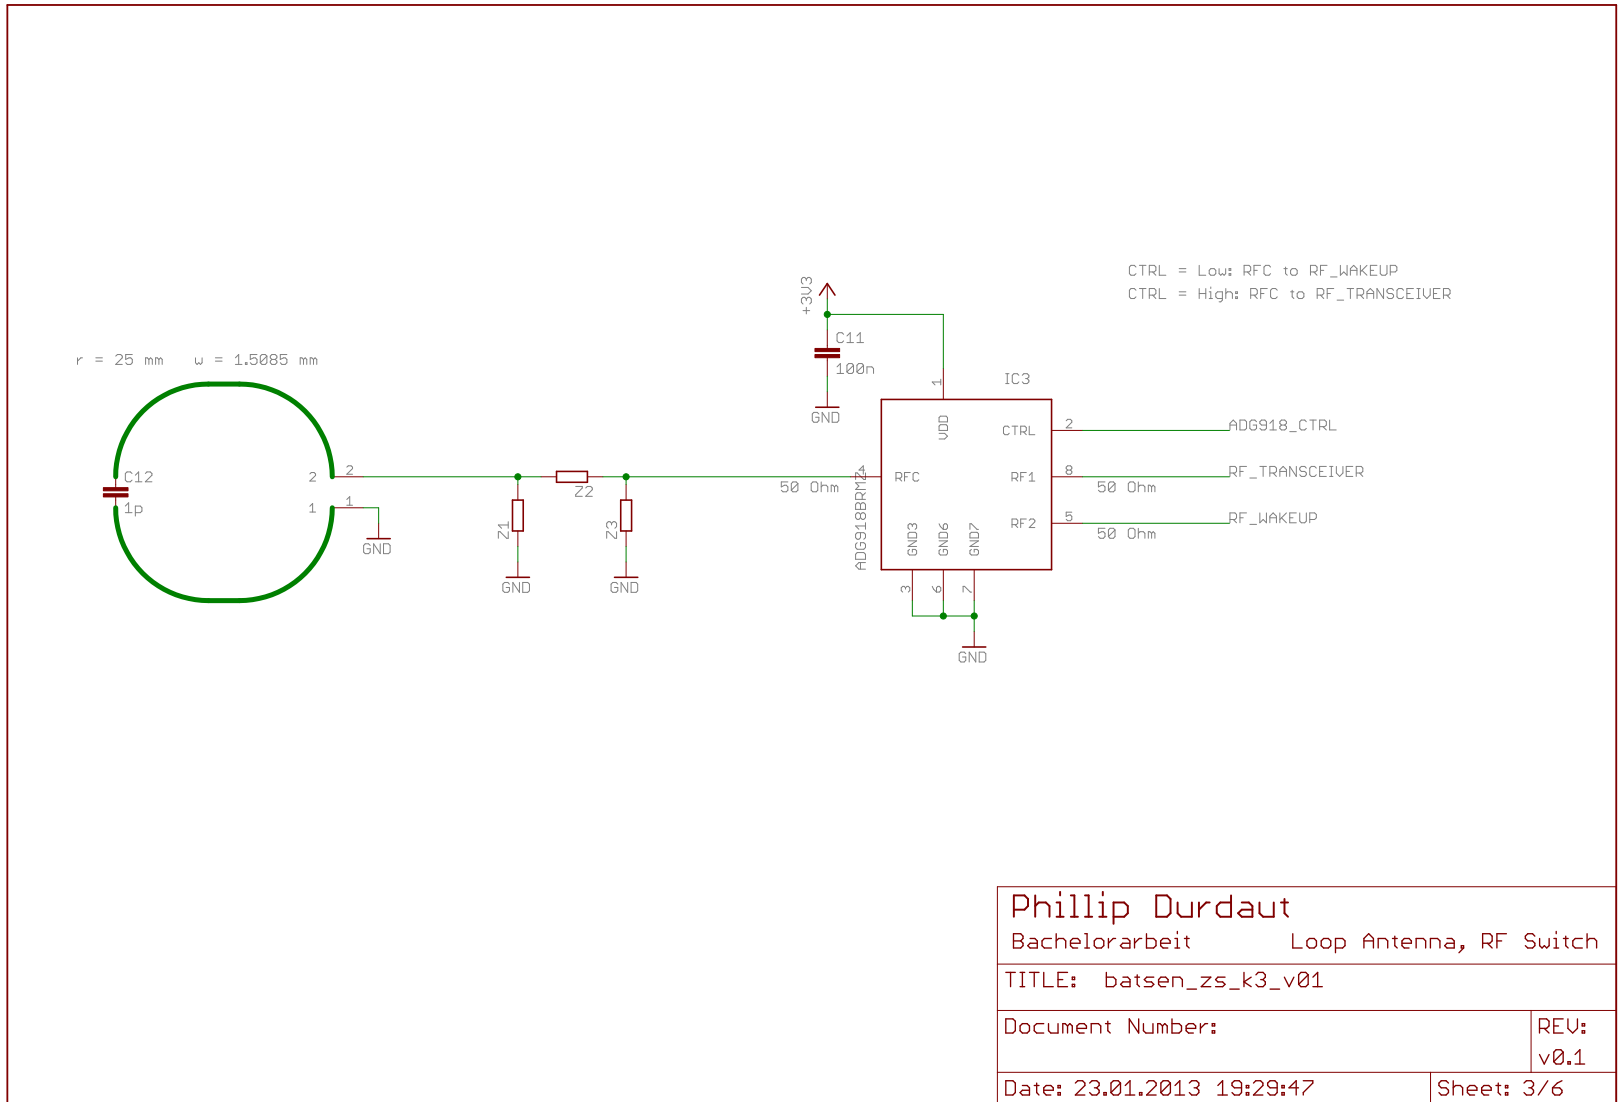 CTRL = Low: RFC to RF_WAKEUP
CTRL = High: RFC to RF_TRANSCEIVER
+3V3
C11
100n
GND
r = 25 mm w = 1.5085 mm
C12
1p
2
2
1
1
GND
Z1
GND
Z2
Z3
GND
50 Ohm
4
ADG918BRMZ
IC3
1
VDD
RFC
CTRL
RF1
RF2
GND3
GND6
GND7
2
ADG918_CTRL
8
50 Ohm
RF_TRANSCEIVER
5
50 Ohm
RF_WAKEUP
3
6
7
GND
Phillip Durdaut
Bachelorarbeit Loop Antenna, RF Switch
TITLE: batsen_zs_k3_v01
Document Number:
REV:
v0.1
Date: 23.01.2013 19:29:47
Sheet: 3/6